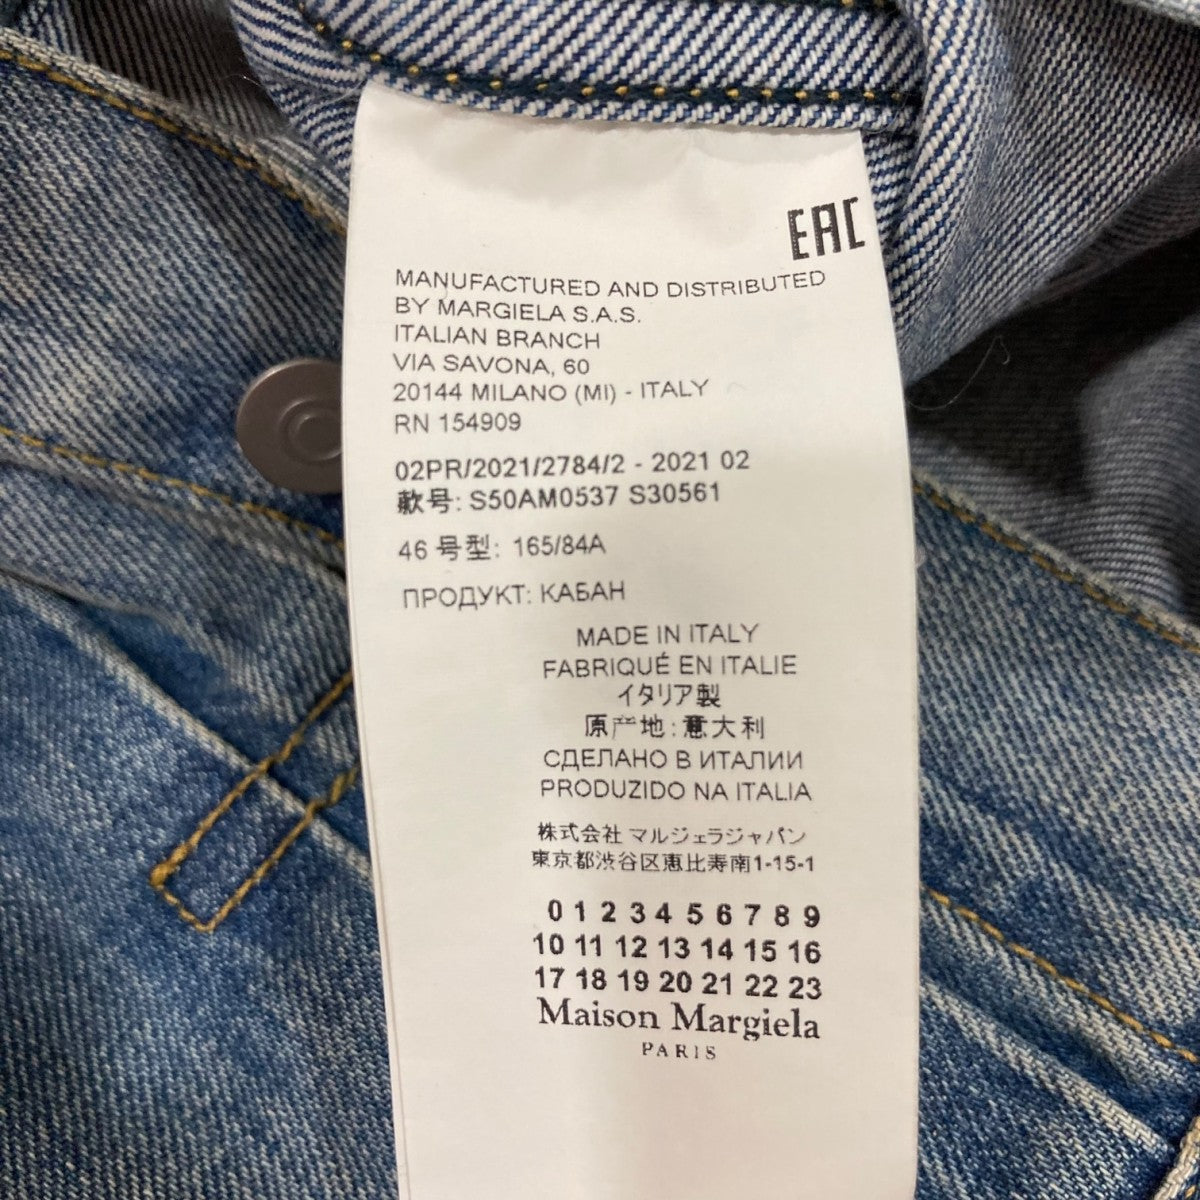 EAC
MANUFACTURED AND DISTRIBUTED
BY MARGIELA S.A.S.
ITALIAN BRANCH
VIA SAVONA, 60
20144 MILANO (MI) - ITALY
RN 154909
02PR/2021/2784/2 - 2021 02
款号: S50AM0537 S30561
46 号型: 165/84A
ПРОДУКТ: КАБАН
MADE IN ITALY
FABRIQUÉ EN ITALIE
イタリア製
原产地:意大利
СДЕЛАНО В ИТАЛИИ
PRODUZIDO NA ITALIA
株式会社 マルジェラジャパン
東京都渋谷区恵比寿南1-15-1
0 1 2 3 4 5 6 7 8 9
10 11 12 13 14 15 16
17 18 19 20 21 22 23
Maison Margiela
PARIS